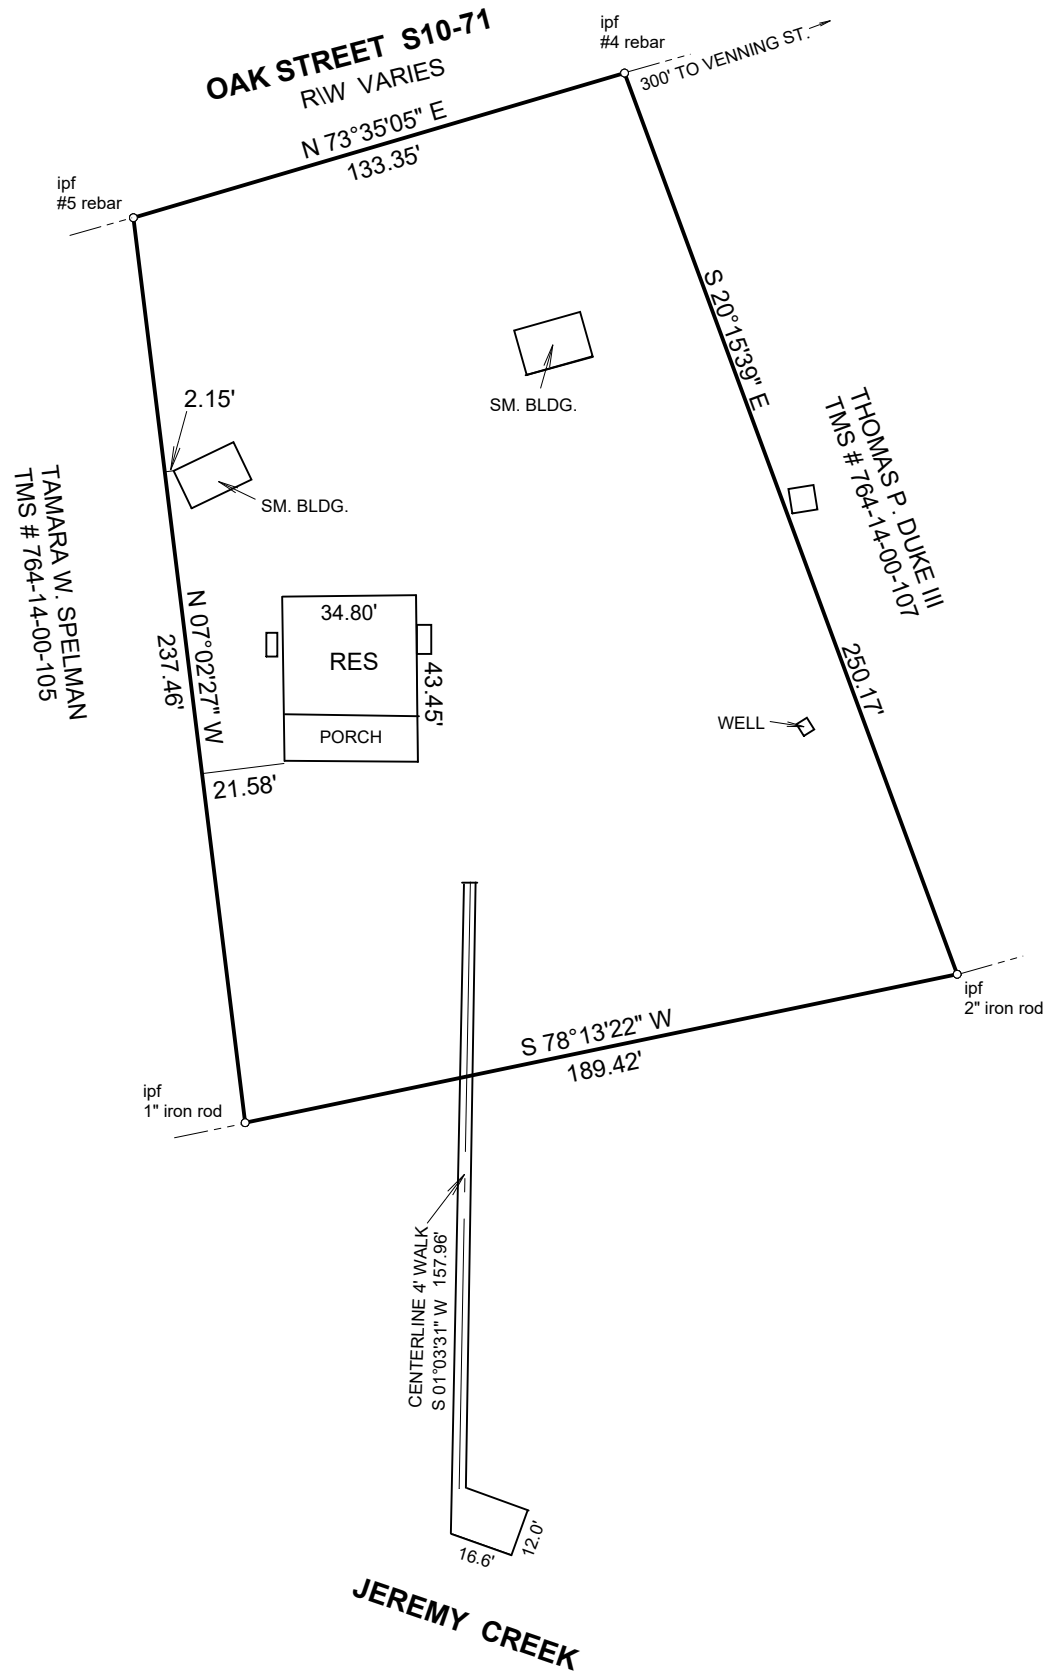 OAK STREET S10-71
R\W VARIES
N 73°35'05" E
133.35'
ipf
#4 rebar
300' TO VENNING ST.
ipf
#5 rebar
S 20°15'39" E
250.17'
SM. BLDG.
2.15'
SM. BLDG.
THOMAS P. DUKE III
TMS # 764-14-00-107
TAMARA W. SPELMAN
TMS # 764-14-00-105
N 07°02'27" W
237.46'
34.80'
RES
43.45'
PORCH
WELL
21.58'
ipf
2" iron rod
S 78°13'22" W
189.42'
ipf
1" iron rod
CENTERLINE 4' WALK
S 01°03'31" W 157.96'
16.6'
12.0'
JEREMY CREEK